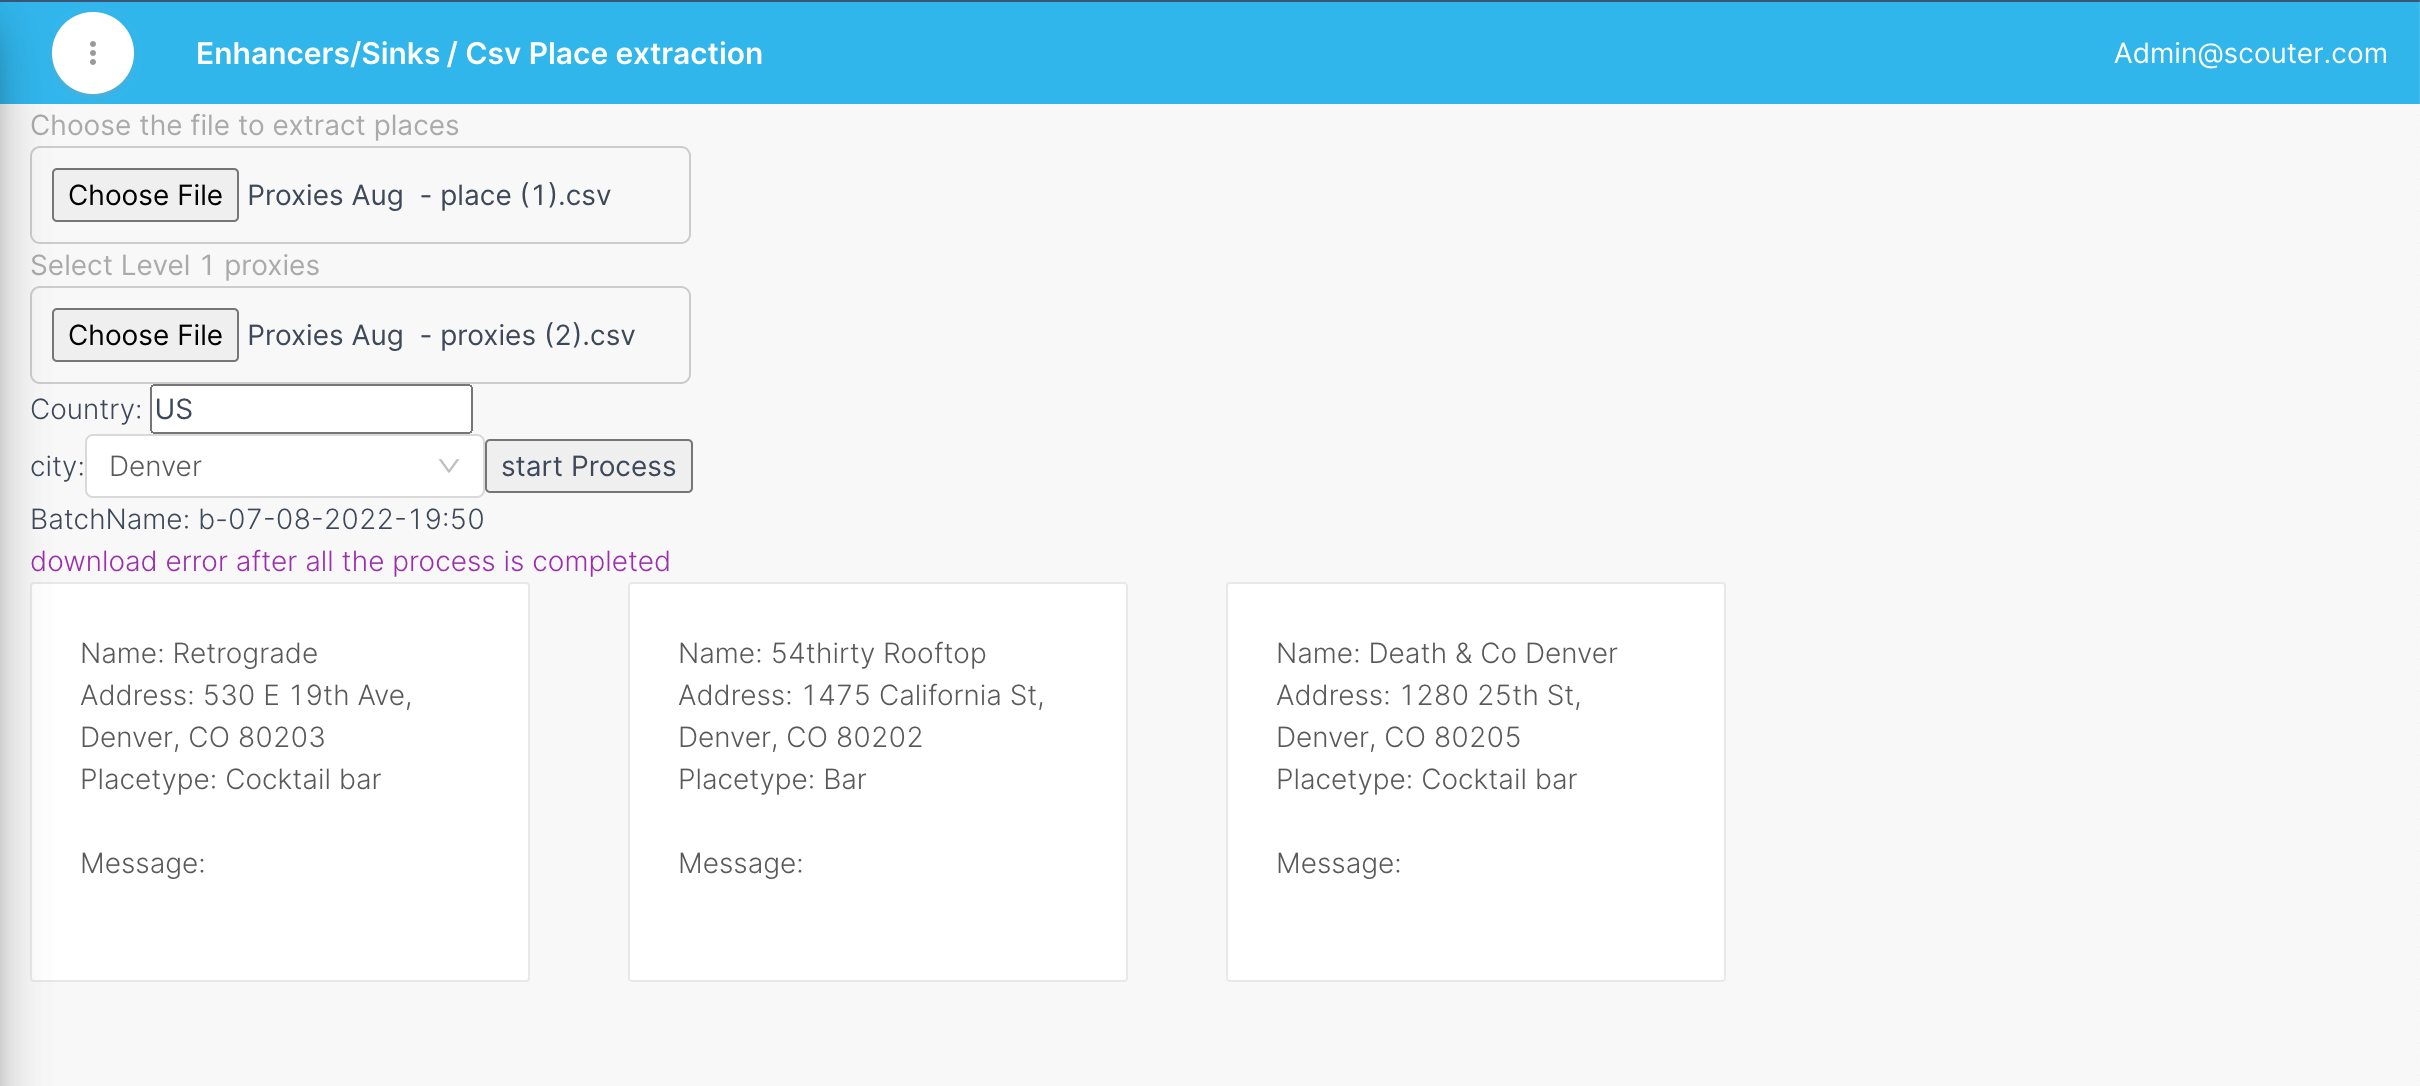 Enhancers/Sinks / Csv Place extraction
Admin@scouter.com
Choose the file to extract places
Choose File Proxies Aug  - place (1).csv
Select Level 1 proxies
Choose File Proxies Aug  - proxies (2).csv
Country: US
city: Denver start Process
BatchName: b-07-08-2022-19:50
download error after all the process is completed
Name: Retrograde
Address: 530 E 19th Ave,
Denver, CO 80203
Placetype: Cocktail bar
Message:
Name: 54thirty Rooftop
Address: 1475 California St,
Denver, CO 80202
Placetype: Bar
Message:
Name: Death & Co Denver
Address: 1280 25th St,
Denver, CO 80205
Placetype: Cocktail bar
Message: